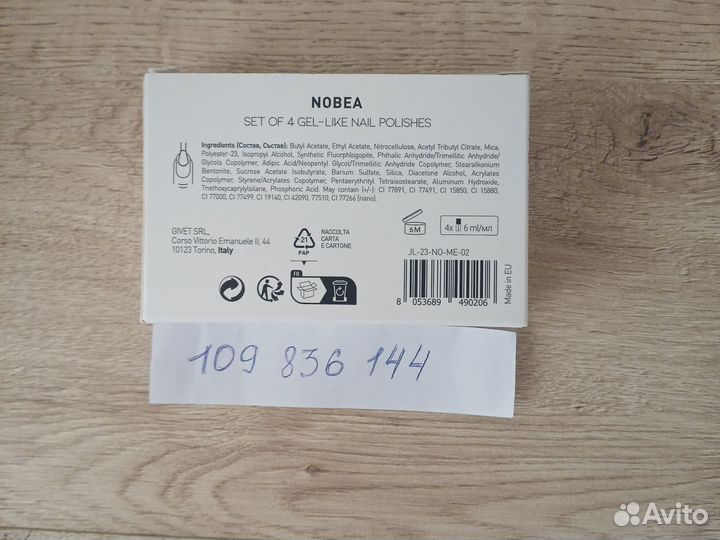 NOBEA
SET OF 4 GEL-LIKE NAIL POLISHES
Ingredients (Состав, Състав): Butyl Acetate, Ethyl Acetate, Nitrocellulose, Acetyl Tributyl Citrate, Mica,
Polyester-23, Isopropyl Alcohol, Synthetic Fluorphlogopite, Phthalic Anhydride/Trimellitic Anhydride/
Glycols Copolymer, Adipic Acid/Neopentyl Glycol/Trimellitic Anhydride Copolymer, Stearalkonium
Bentonite, Sucrose Acetate Isobutyrate, Barium Sulfate, Silica, Diacetone Alcohol, Acrylates
Copolymer, Styrene/Acrylates Copolymer, Pentaerythrityl Tetraisostearate, Aluminum Hydroxide,
Triethoxycaprylylsilane, Phosphoric Acid. May contain (+/-): CI 77891, CI 77491, CI 15850, CI 15880,
CI 77000, CI 77499, CI 19140, CI 42090, 77510, CI 77266 [nano].
GIVET SRL,
Corso Vittorio Emanuele II, 44
10123 Torino, Italy
21
PAP
RACCOLTA
CARTA
E CARTONE
FR
6M
4x 6 ml/мл
JL-23-NO-ME-02
8 053689 490206
Made in EU
109 836 144
Avito